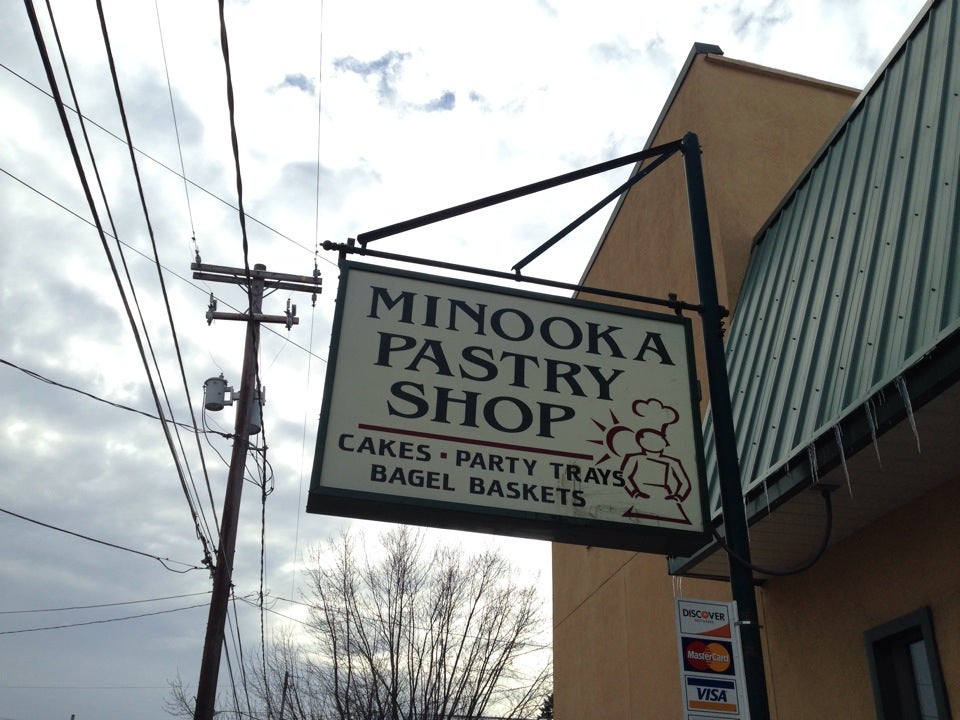 MINOOKA
PASTRY
SHOP
CAKES ▪ PARTY TRAYS
BAGEL BASKETS
DISCOVER
MasterCard
VISA